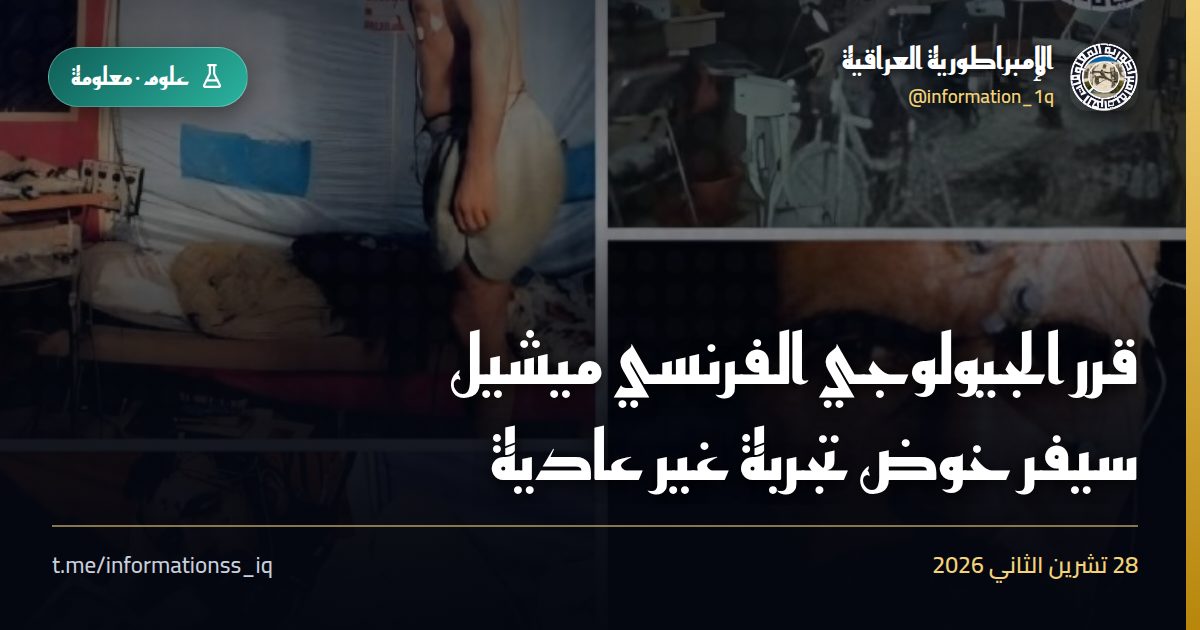 الإمبراطورية العراقية
@information_1q
علوم · معلومة
قرر الجيولوجي الفرنسي ميشيل
سيفر خوض تجربة غير عادية
28 تشرين الثاني 2026
t.me/informationss_iq